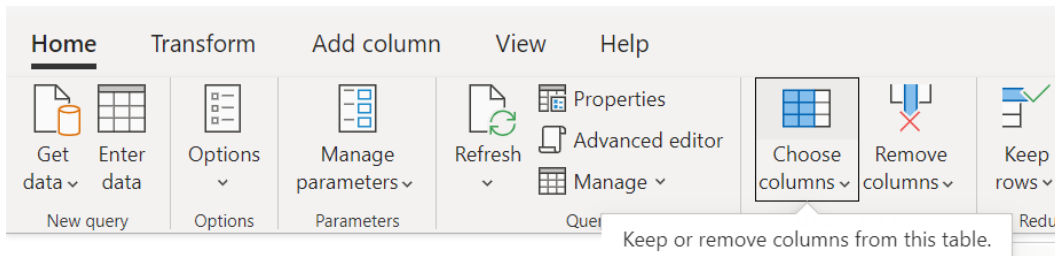 Home Transform Add column View Help
Get data Enter data Options Manage parameters Refresh Properties
Advanced editor
Manage
Choose columns Remove columns Keep rows
New query Options Parameters
Keep or remove columns from this table.